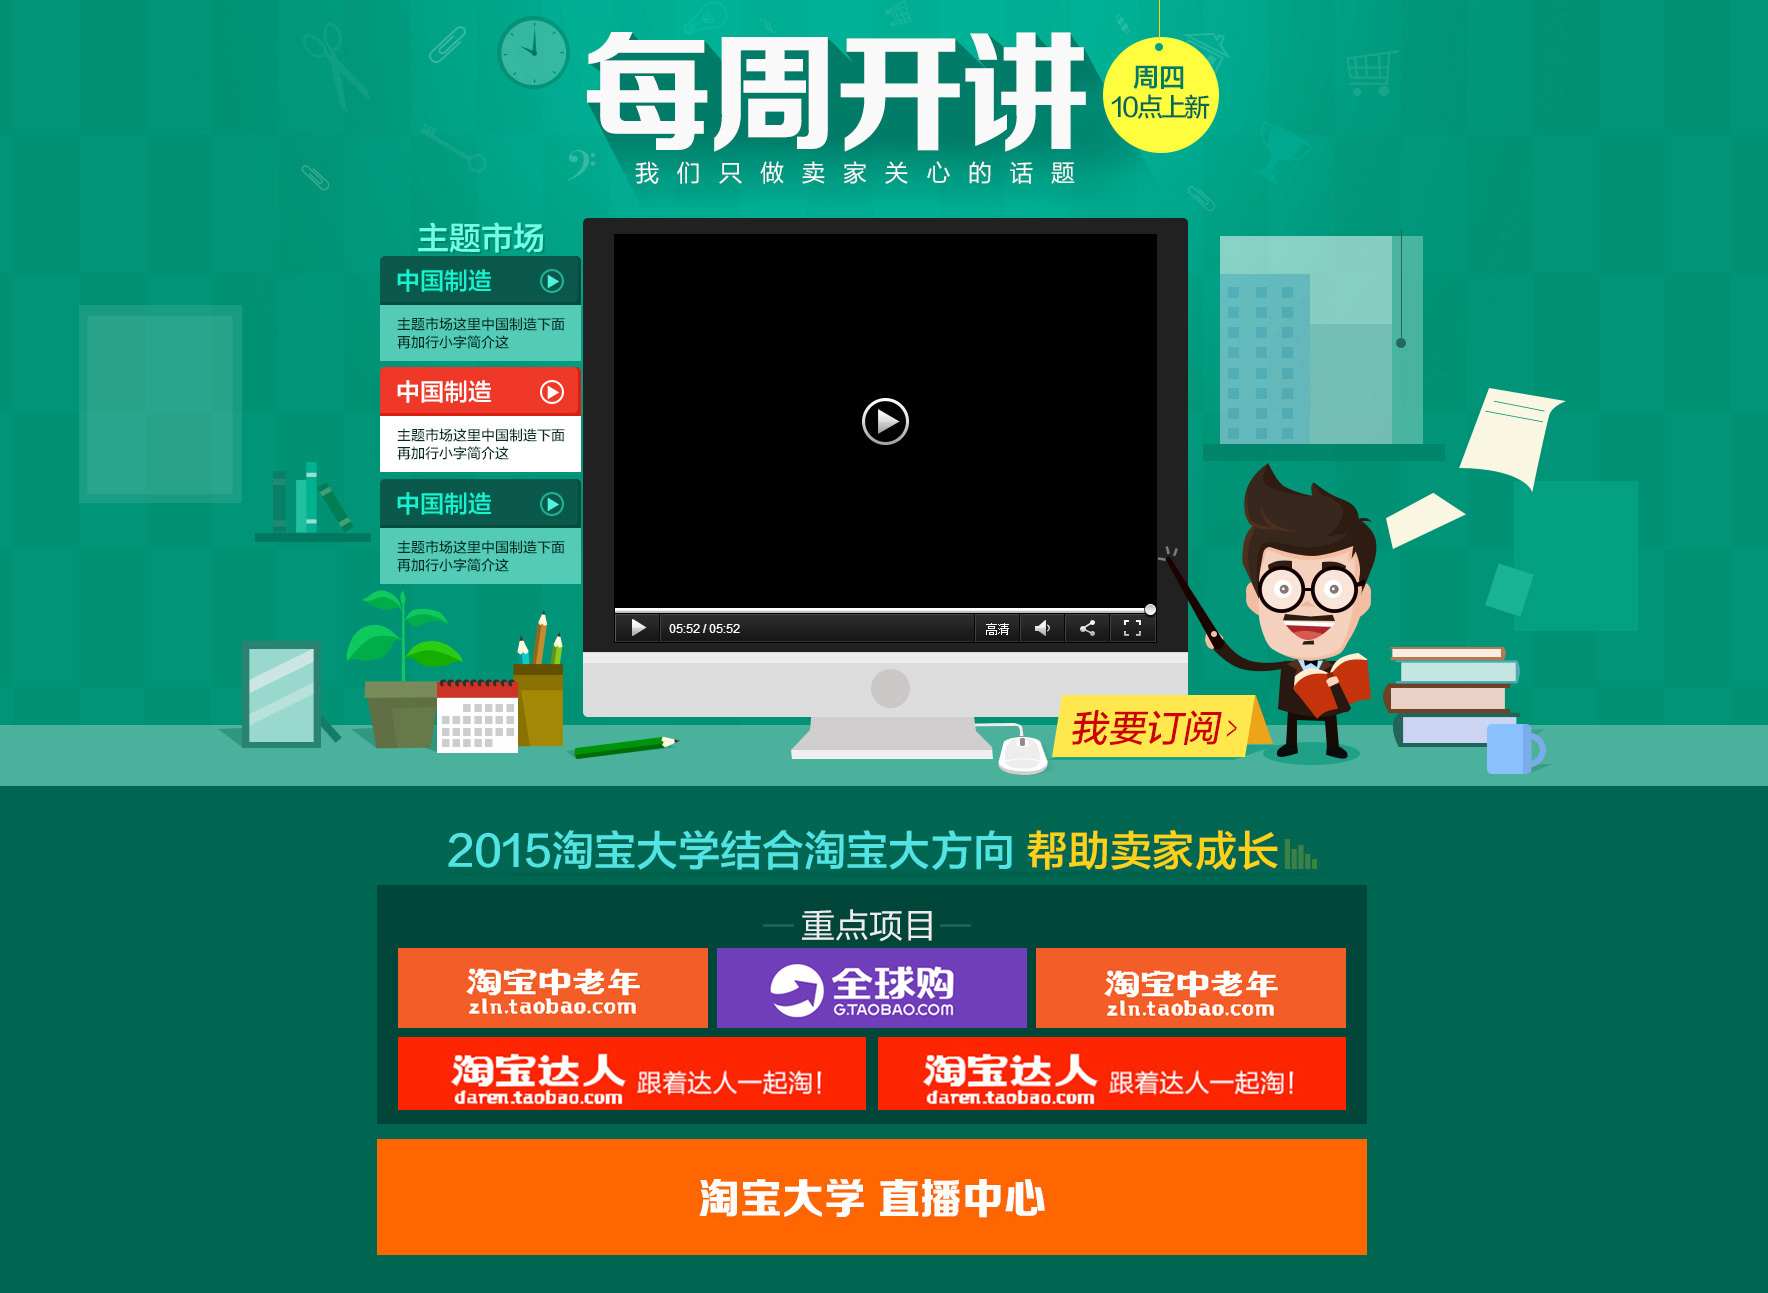 每周开讲
周四
10点上新
我们只做卖家关心的话题
主题市场
中国制造
主题市场这里中国制造下面
再加行小字简介这
中国制造
主题市场这里中国制造下面
再加行小字简介这
中国制造
主题市场这里中国制造下面
再加行小字简介这
05:52 / 05:52
高清
我要订阅>
2015淘宝大学结合淘宝大方向 帮助卖家成长
重点项目
淘宝中老年
zln.taobao.com
全球购
G.TAOBAO.COM
淘宝中老年
zln.taobao.com
淘宝达人 跟着达人一起淘！
daren.taobao.com
淘宝达人 跟着达人一起淘！
daren.taobao.com
淘宝大学 直播中心